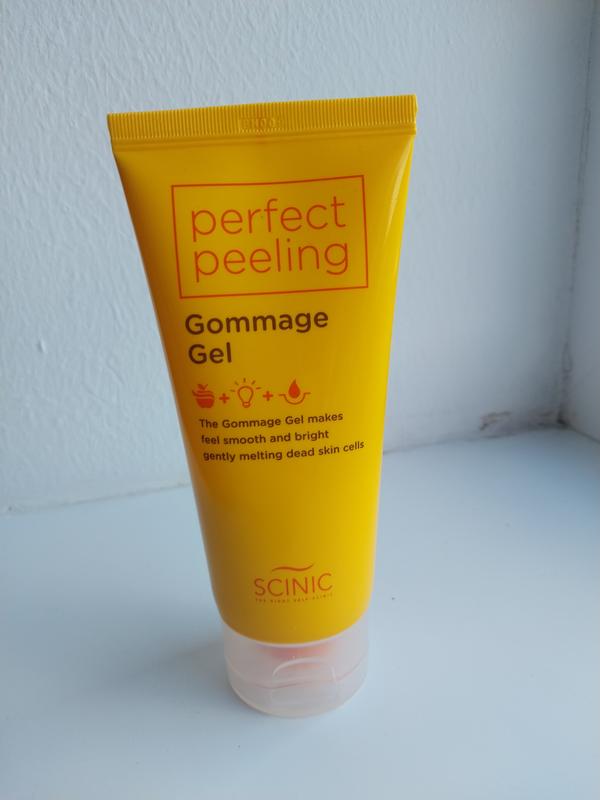 perfect
peeling
Gommage
Gel
The Gommage Gel makes
feel smooth and bright
gently melting dead skin cells
SCINIC